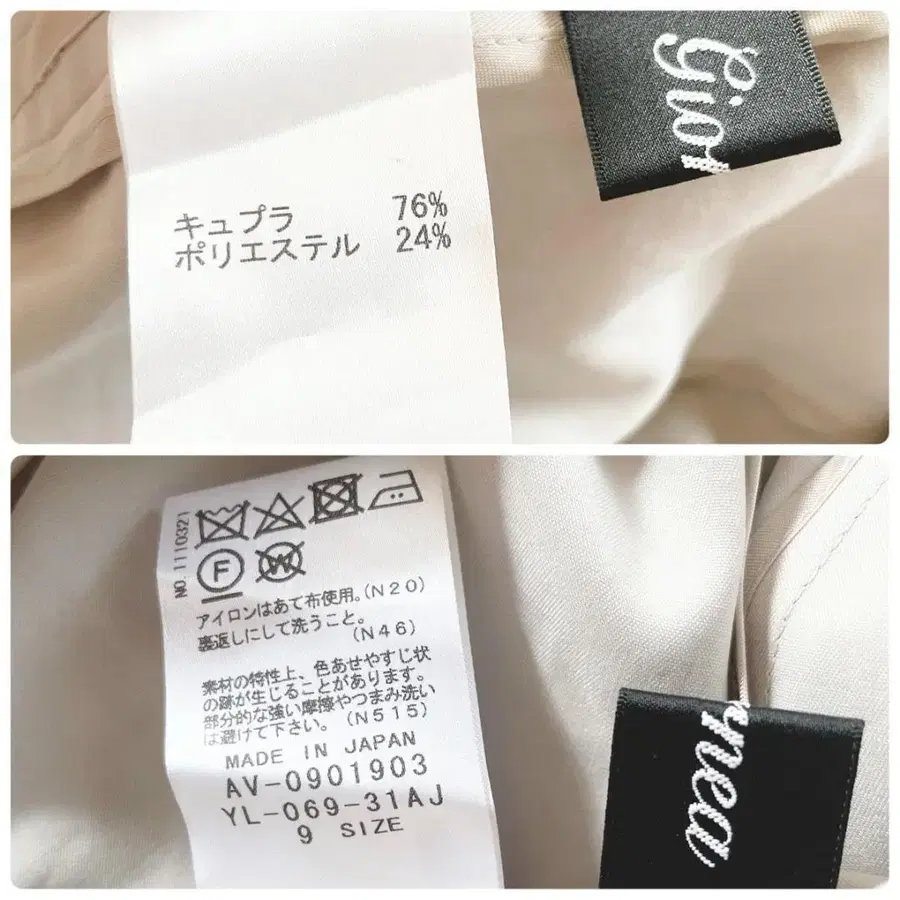 Gior
キュプラ 76%
ポリエステル 24%
NO.1110321
F
W
アイロンはあて布使用。(N20)
裏返しにして洗うこと。
(N46)
素材の特性上、色あせやすじ状
の跡が生じることがあります。
部分的な強い摩擦やつまみ洗い
は避けて下さい。(N515)
MADE IN JAPAN
AV-0901903
YL-069-31AJ
9 SIZE
nea